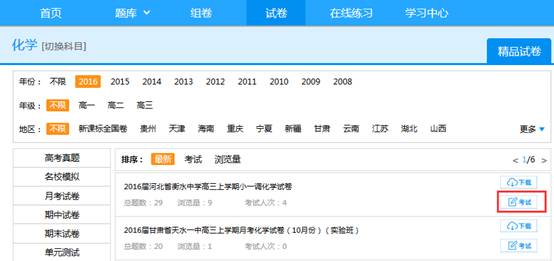 首页 题库 组卷 试卷 在线练习 学习中心
化学 [切换科目] 精品试卷
年份： 不限 2016 2015 2014 2013 2012 2011 2010 2009 2008
年级： 不限 高一 高二 高三
地区： 不限 新课标全国卷 贵州 天津 海南 重庆 宁夏 新疆 甘肃 云南 江苏 湖北 山西 更多
高考真题
名校模拟
月考试卷
期中试卷
期末试卷
单元测试
排序： 最新 考试 浏览量 < 1/6 >
2016届河北省衡水中学高三上学期小一调化学试卷 下载
总题数：29 浏览量：9 考试人次：4 考试
2016届甘肃省天水一中高三上学期月考化学试卷（10月份）（实验班） 下载
总题数：20 浏览量：1 考试人次：0 考试